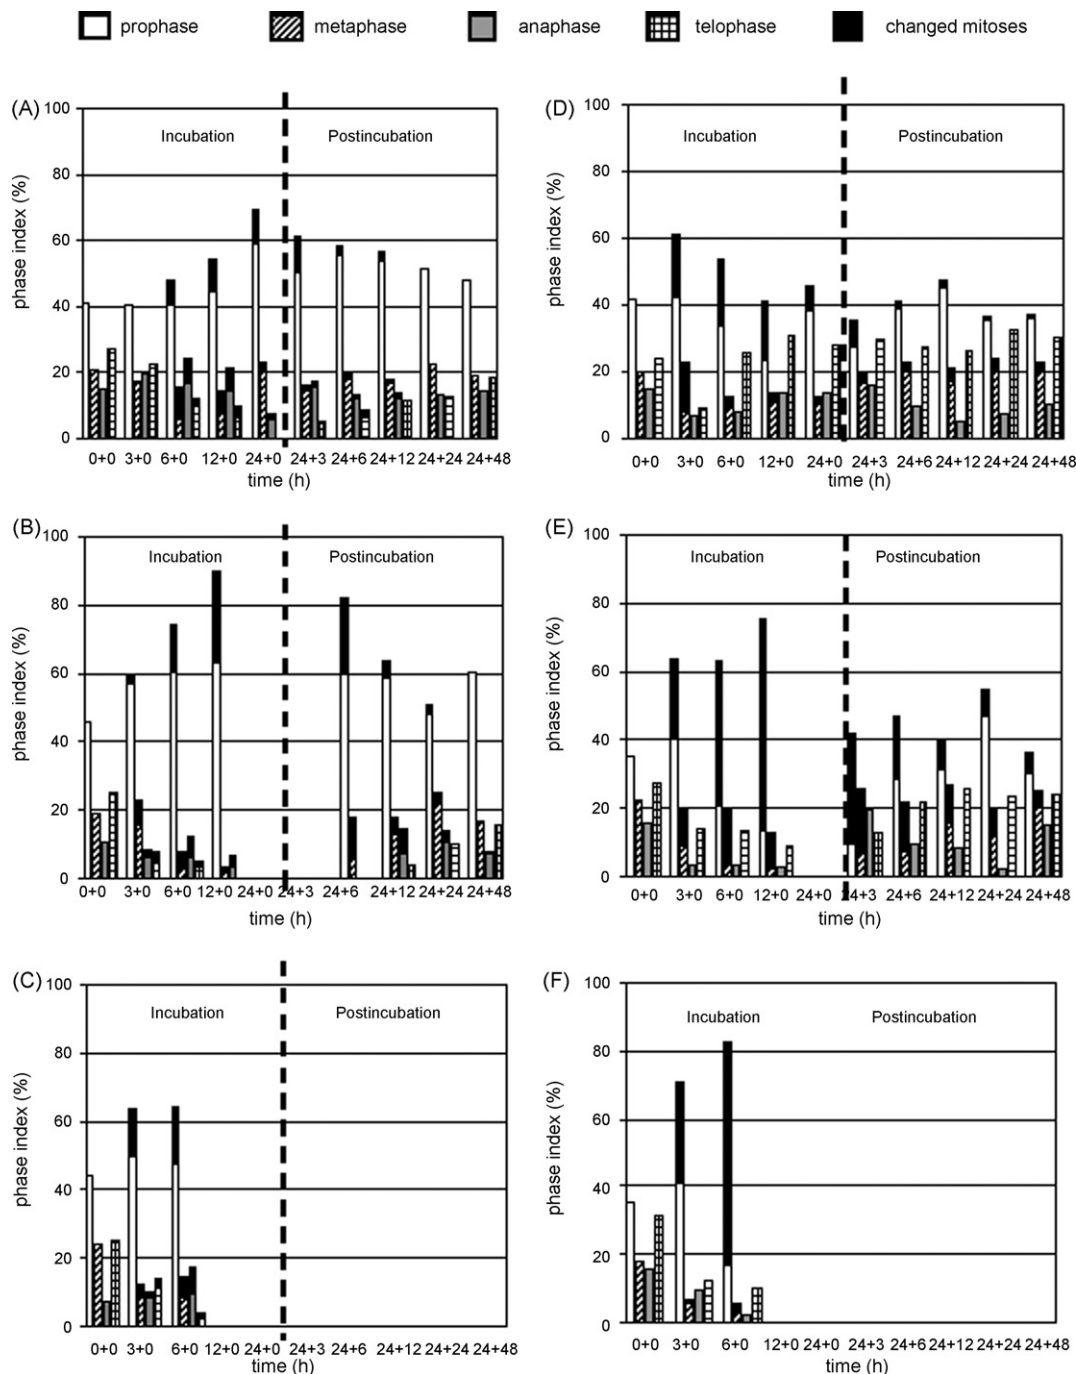 prophase metaphase anaphase telophase changed mitoses
(A)
phase index (%)
100
80
60
40
20
0
Incubation Postincubation
0+0 3+0 6+0 12+0 24+0 24+3 24+6 24+12 24+24 24+48
time (h)
(D)
phase index (%)
100
80
60
40
20
0
Incubation Postincubation
0+0 3+0 6+0 12+0 24+0 24+3 24+6 24+12 24+24 24+48
time (h)
(B)
phase index (%)
100
80
60
40
20
0
Incubation Postincubation
0+0 3+0 6+0 12+0 24+0 24+3 24+6 24+12 24+24 24+48
time (h)
(E)
phase index (%)
100
80
60
40
20
0
Incubation Postincubation
0+0 3+0 6+0 12+0 24+0 24+3 24+6 24+12 24+24 24+48
time (h)
(C)
phase index (%)
100
80
60
40
20
0
Incubation Postincubation
0+0 3+0 6+0 12+0 24+0 24+3 24+6 24+12 24+24 24+48
time (h)
(F)
phase index (%)
100
80
60
40
20
0
Incubation Postincubation
0+0 3+0 6+0 12+0 24+0 24+3 24+6 24+12 24+24 24+48
time (h)